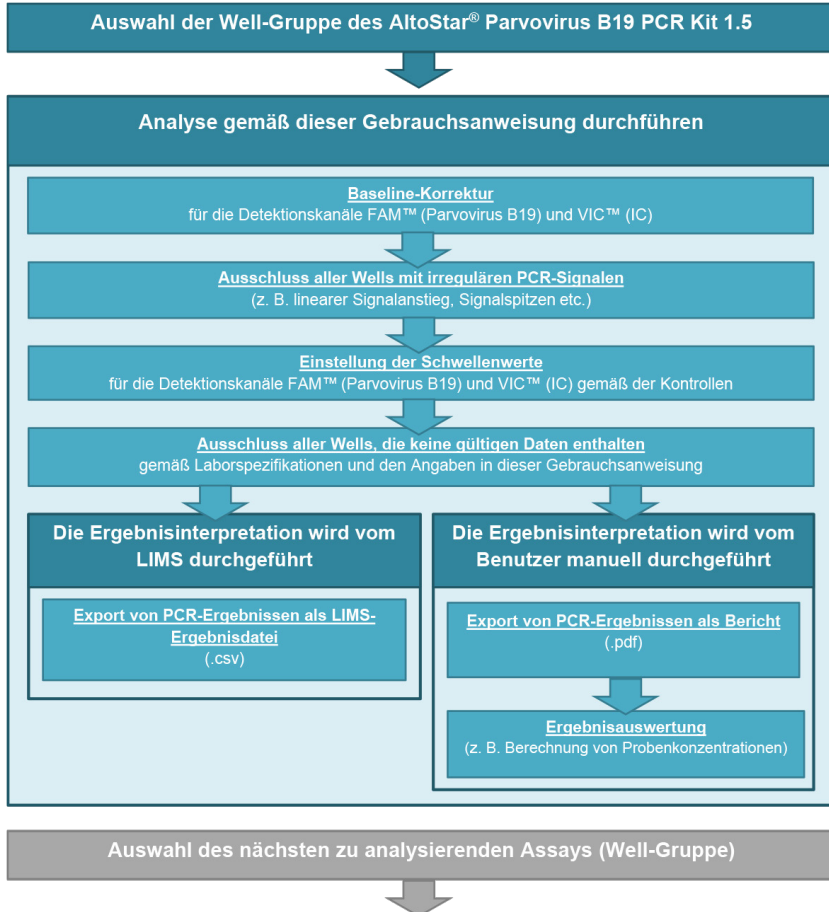 Auswahl der Well-Gruppe des AltoStar® Parvovirus B19 PCR Kit 1.5
Analyse gemäß dieser Gebrauchsanweisung durchführen
Baseline-Korrektur
für die Detektionskanäle FAM™ (Parvovirus B19) und VIC™ (IC)
Ausschluss aller Wells mit irregulären PCR-Signalen
(z. B. linearer Signalanstieg, Signalspitzen etc.)
Einstellung der Schwellenwerte
für die Detektionskanäle FAM™ (Parvovirus B19) und VIC™ (IC) gemäß der Kontrollen
Ausschluss aller Wells, die keine gültigen Daten enthalten
gemäß Laborspezifikationen und den Angaben in dieser Gebrauchsanweisung
Die Ergebnisinterpretation wird vom
LIMS durchgeführt
Export von PCR-Ergebnissen als LIMS-
Ergebnisdatei
(.csv)
Die Ergebnisinterpretation wird vom
Benutzer manuell durchgeführt
Export von PCR-Ergebnissen als Bericht
(.pdf)
Ergebnisauswertung
(z. B. Berechnung von Probenkonzentrationen)
Auswahl des nächsten zu analysierenden Assays (Well-Gruppe)